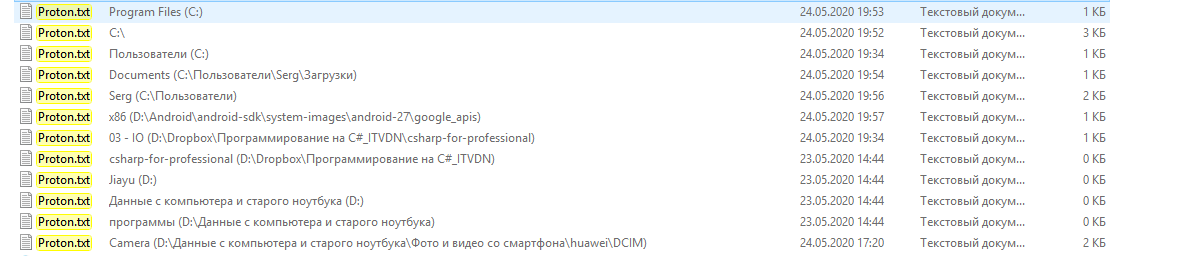 Proton.txt Program Files (C:) 24.05.2020 19:53 Текстовый докум... 1 КБ
Proton.txt C:\ 24.05.2020 19:52 Текстовый докум... 3 КБ
Proton.txt Пользователи (C:) 24.05.2020 19:34 Текстовый докум... 1 КБ
Proton.txt Documents (C:\Пользователи\Serg\Загрузки) 24.05.2020 19:54 Текстовый докум... 1 КБ
Proton.txt Serg (C:\Пользователи) 24.05.2020 19:56 Текстовый докум... 2 КБ
Proton.txt x86 (D:\Android\android-sdk\system-images\android-27\google_apis) 24.05.2020 19:57 Текстовый докум... 1 КБ
Proton.txt 03 - IO (D:\Dropbox\Программирование на C#_ITVDN\csharp-for-professional) 24.05.2020 19:34 Текстовый докум... 1 КБ
Proton.txt csharp-for-professional (D:\Dropbox\Программирование на C#_ITVDN) 23.05.2020 14:44 Текстовый докум... 0 КБ
Proton.txt Jiayu (D:) 23.05.2020 14:44 Текстовый докум... 0 КБ
Proton.txt Данные с компьютера и старого ноутбука (D:) 23.05.2020 14:44 Текстовый докум... 0 КБ
Proton.txt программы (D:\Данные с компьютера и старого ноутбука) 23.05.2020 14:44 Текстовый докум... 0 КБ
Proton.txt Camera (D:\Данные с компьютера и старого ноутбука\Фото и видео со смартфона\huawei\DCIM) 24.05.2020 17:20 Текстовый докум... 2 КБ